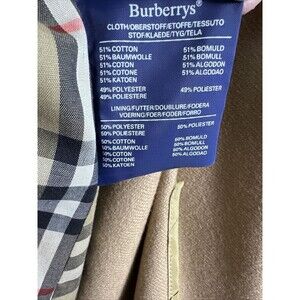 Burberrys
CLOTH/OBERSTOFF/ETOFFE/TESSUTO
STOF/KLAEDE/TYG/TELA
51% COTTON 51% BOMULD
51% BAUMWOLLE 51% BOMULL
51% COTON 51% ALGODON
51% COTONE 51% ALGODAO
51% KATOEN
49% POLYESTER 49% POLIESTER
49% POLIESTERE
LINING/FUTTER/DOUBLURE/FODERA
VOERING/FOER/FODER/FORRO
50% POLYESTER 50% POLIESTER
50% POLIESTERE
50% COTTON 50% BOMULD
50% BAUMWOLLE 50% BOMULL
50% COTON 50% ALGODON
50% COTONE 50% ALGODAO
50% KATOEN